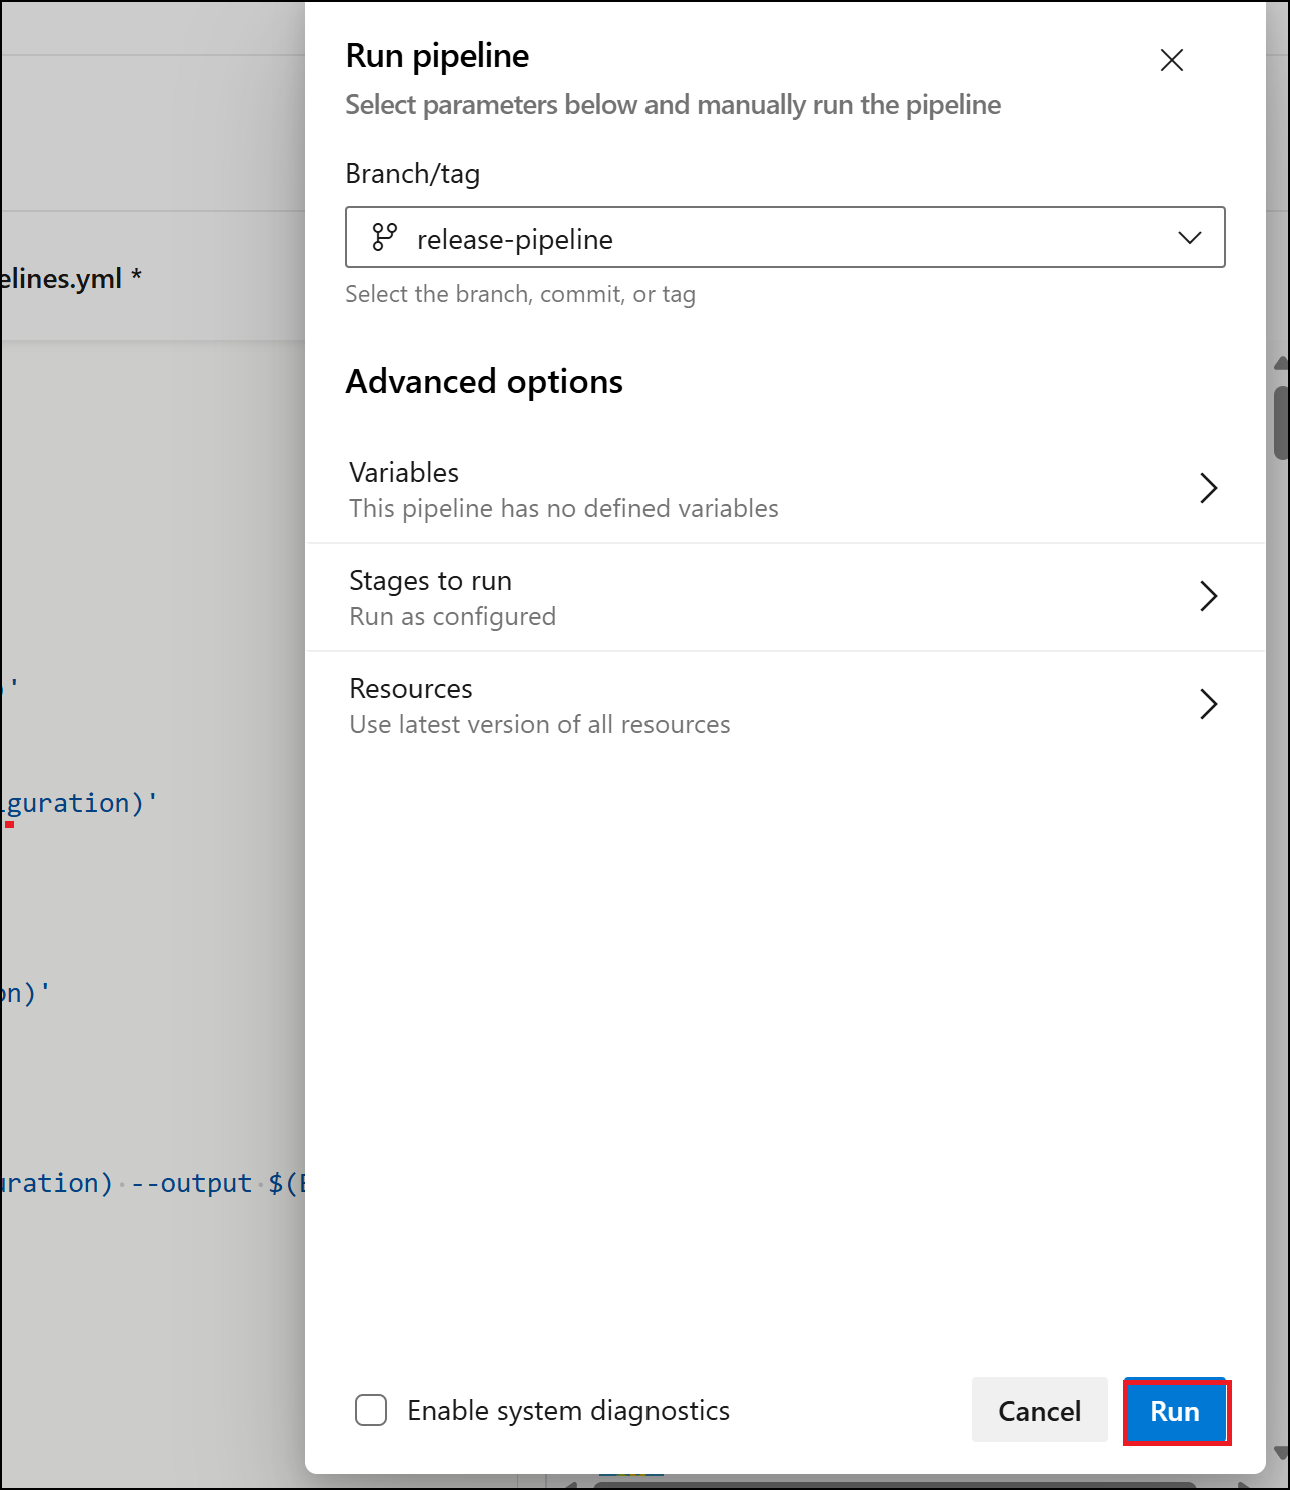 Run pipeline
Select parameters below and manually run the pipeline
Branch/tag
release-pipeline
Select the branch, commit, or tag
elines.yml *
Advanced options
Variables
This pipeline has no defined variables
Stages to run
Run as configured
Resources
Use latest version of all resources
)'
iguration)'
on)'
uration) --output $(
Enable system diagnostics
Cancel
Run